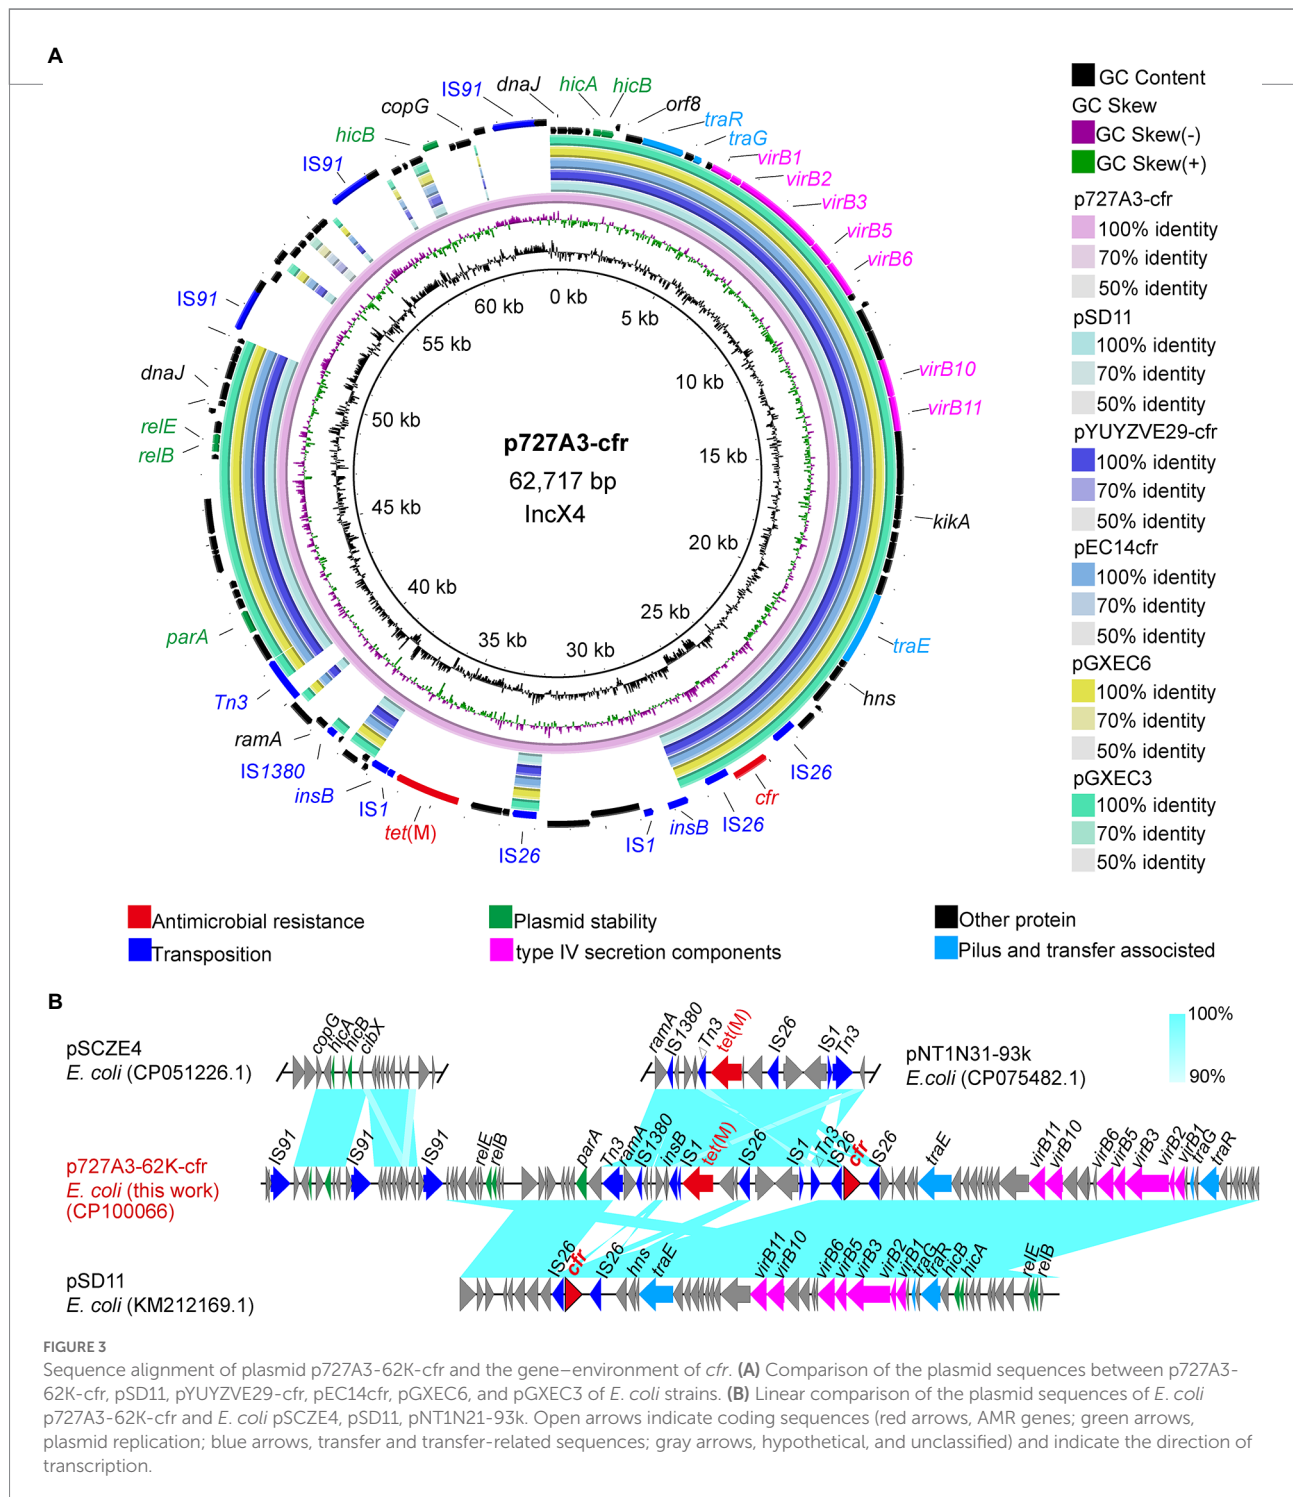 A
IS91
dnaJ
hicA
hicB
copG
orf8
traR
hicB
traG
virB1
IS91
virB2
virB3
virB5
virB6
IS91
dnaJ
virB10
relE
virB11
relB
kikA
parA
traE
Tn3
hns
ramA
IS1380
IS26
insB
cfr
IS1
IS26
tet(M)
insB
IS1
IS26
0 kb
5 kb
10 kb
15 kb
20 kb
25 kb
30 kb
35 kb
40 kb
45 kb
50 kb
55 kb
60 kb
p727A3-cfr
62,717 bp
IncX4
GC Content
GC Skew
GC Skew(-)
GC Skew(+)
p727A3-cfr
100% identity
70% identity
50% identity
pSD11
100% identity
70% identity
50% identity
pYUYZVE29-cfr
100% identity
70% identity
50% identity
pEC14cfr
100% identity
70% identity
50% identity
pGXEC6
100% identity
70% identity
50% identity
pGXEC3
100% identity
70% identity
50% identity
Antimicrobial resistance
Plasmid stability
Other protein
Transposition
type IV secretion components
Pilus and transfer associsted
B
pSCZE4
E. coli (CP051226.1)
copG
hicA
hicB
cibX
ramA
IS1380
△Tn3
tet(M)
IS26
IS1
Tn3
pNT1N31-93k
E.coli (CP075482.1)
100%
90%
p727A3-62K-cfr
E. coli (this work)
(CP100066)
IS91
IS91
IS91
relE
relB
parA
Tn3
ramA
IS1380
insB
IS1
tet(M)
IS26
IS1
△Tn3
IS26
cfr
IS26
traE
virB11
virB10
virB6
virB5
virB3
virB2
virB1
traG
traR
pSD11
E. coli (KM212169.1)
IS26
cfr
IS26
hns
traE
virB11
virB10
virB6
virB5
virB3
virB2
virB1
traG
traR
hicB
hicA
relE
relB
FIGURE 3
Sequence alignment of plasmid p727A3-62K-cfr and the gene–environment of cfr. (A) Comparison of the plasmid sequences between p727A3-
62K-cfr, pSD11, pYUYZVE29-cfr, pEC14cfr, pGXEC6, and pGXEC3 of E. coli strains. (B) Linear comparison of the plasmid sequences of E. coli
p727A3-62K-cfr and E. coli pSCZE4, pSD11, pNT1N21-93k. Open arrows indicate coding sequences (red arrows, AMR genes; green arrows,
plasmid replication; blue arrows, transfer and transfer-related sequences; gray arrows, hypothetical, and unclassified) and indicate the direction of
transcription.